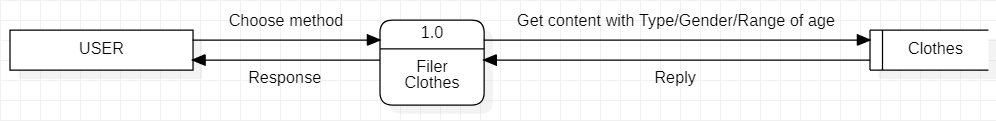 Choose method
Get content with Type/Gender/Range of age
1.0
USER
Clothes
Filer
Clothes
Response
Reply